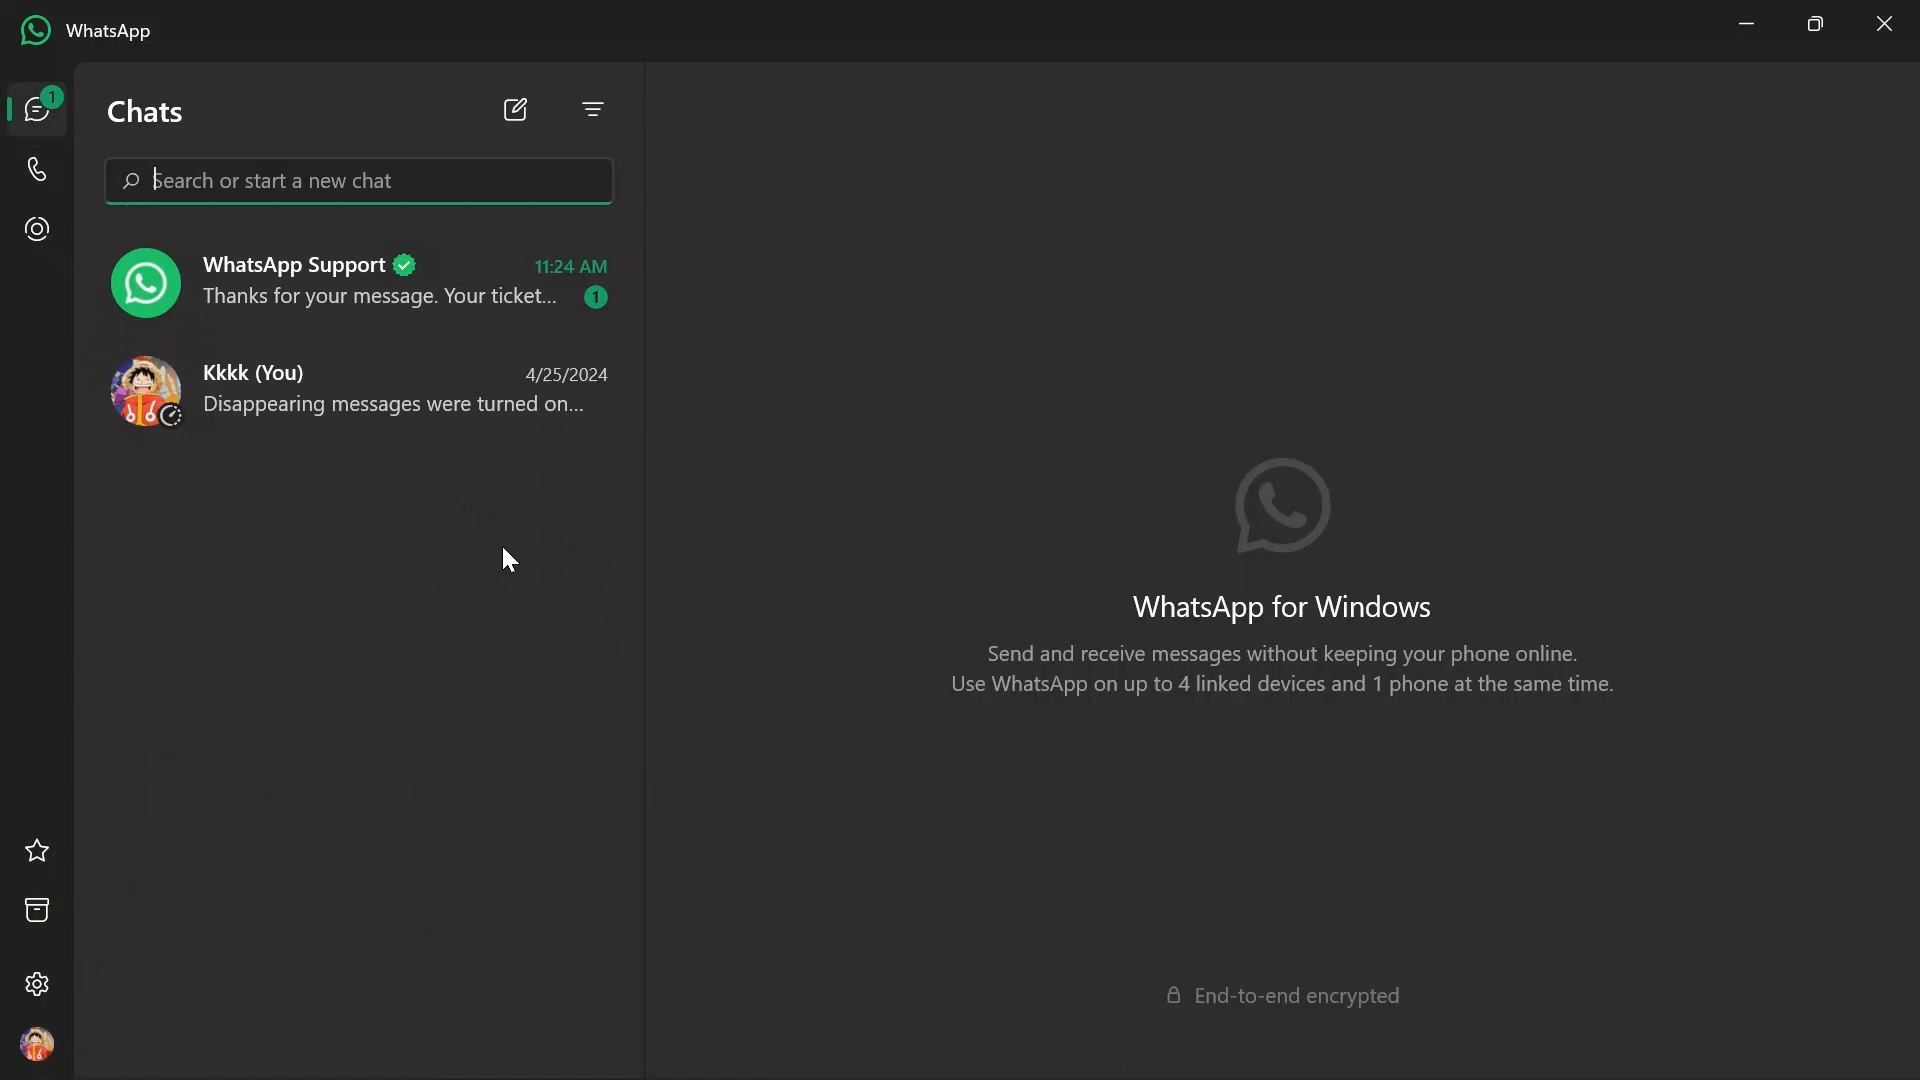 WhatsApp
1
Chats
Search or start a new chat
WhatsApp Support 11:24 AM
Thanks for your message. Your ticket... 1
Kkkk (You) 4/25/2024
Disappearing messages were turned on...
WhatsApp for Windows
Send and receive messages without keeping your phone online.
Use WhatsApp on up to 4 linked devices and 1 phone at the same time.
End-to-end encrypted